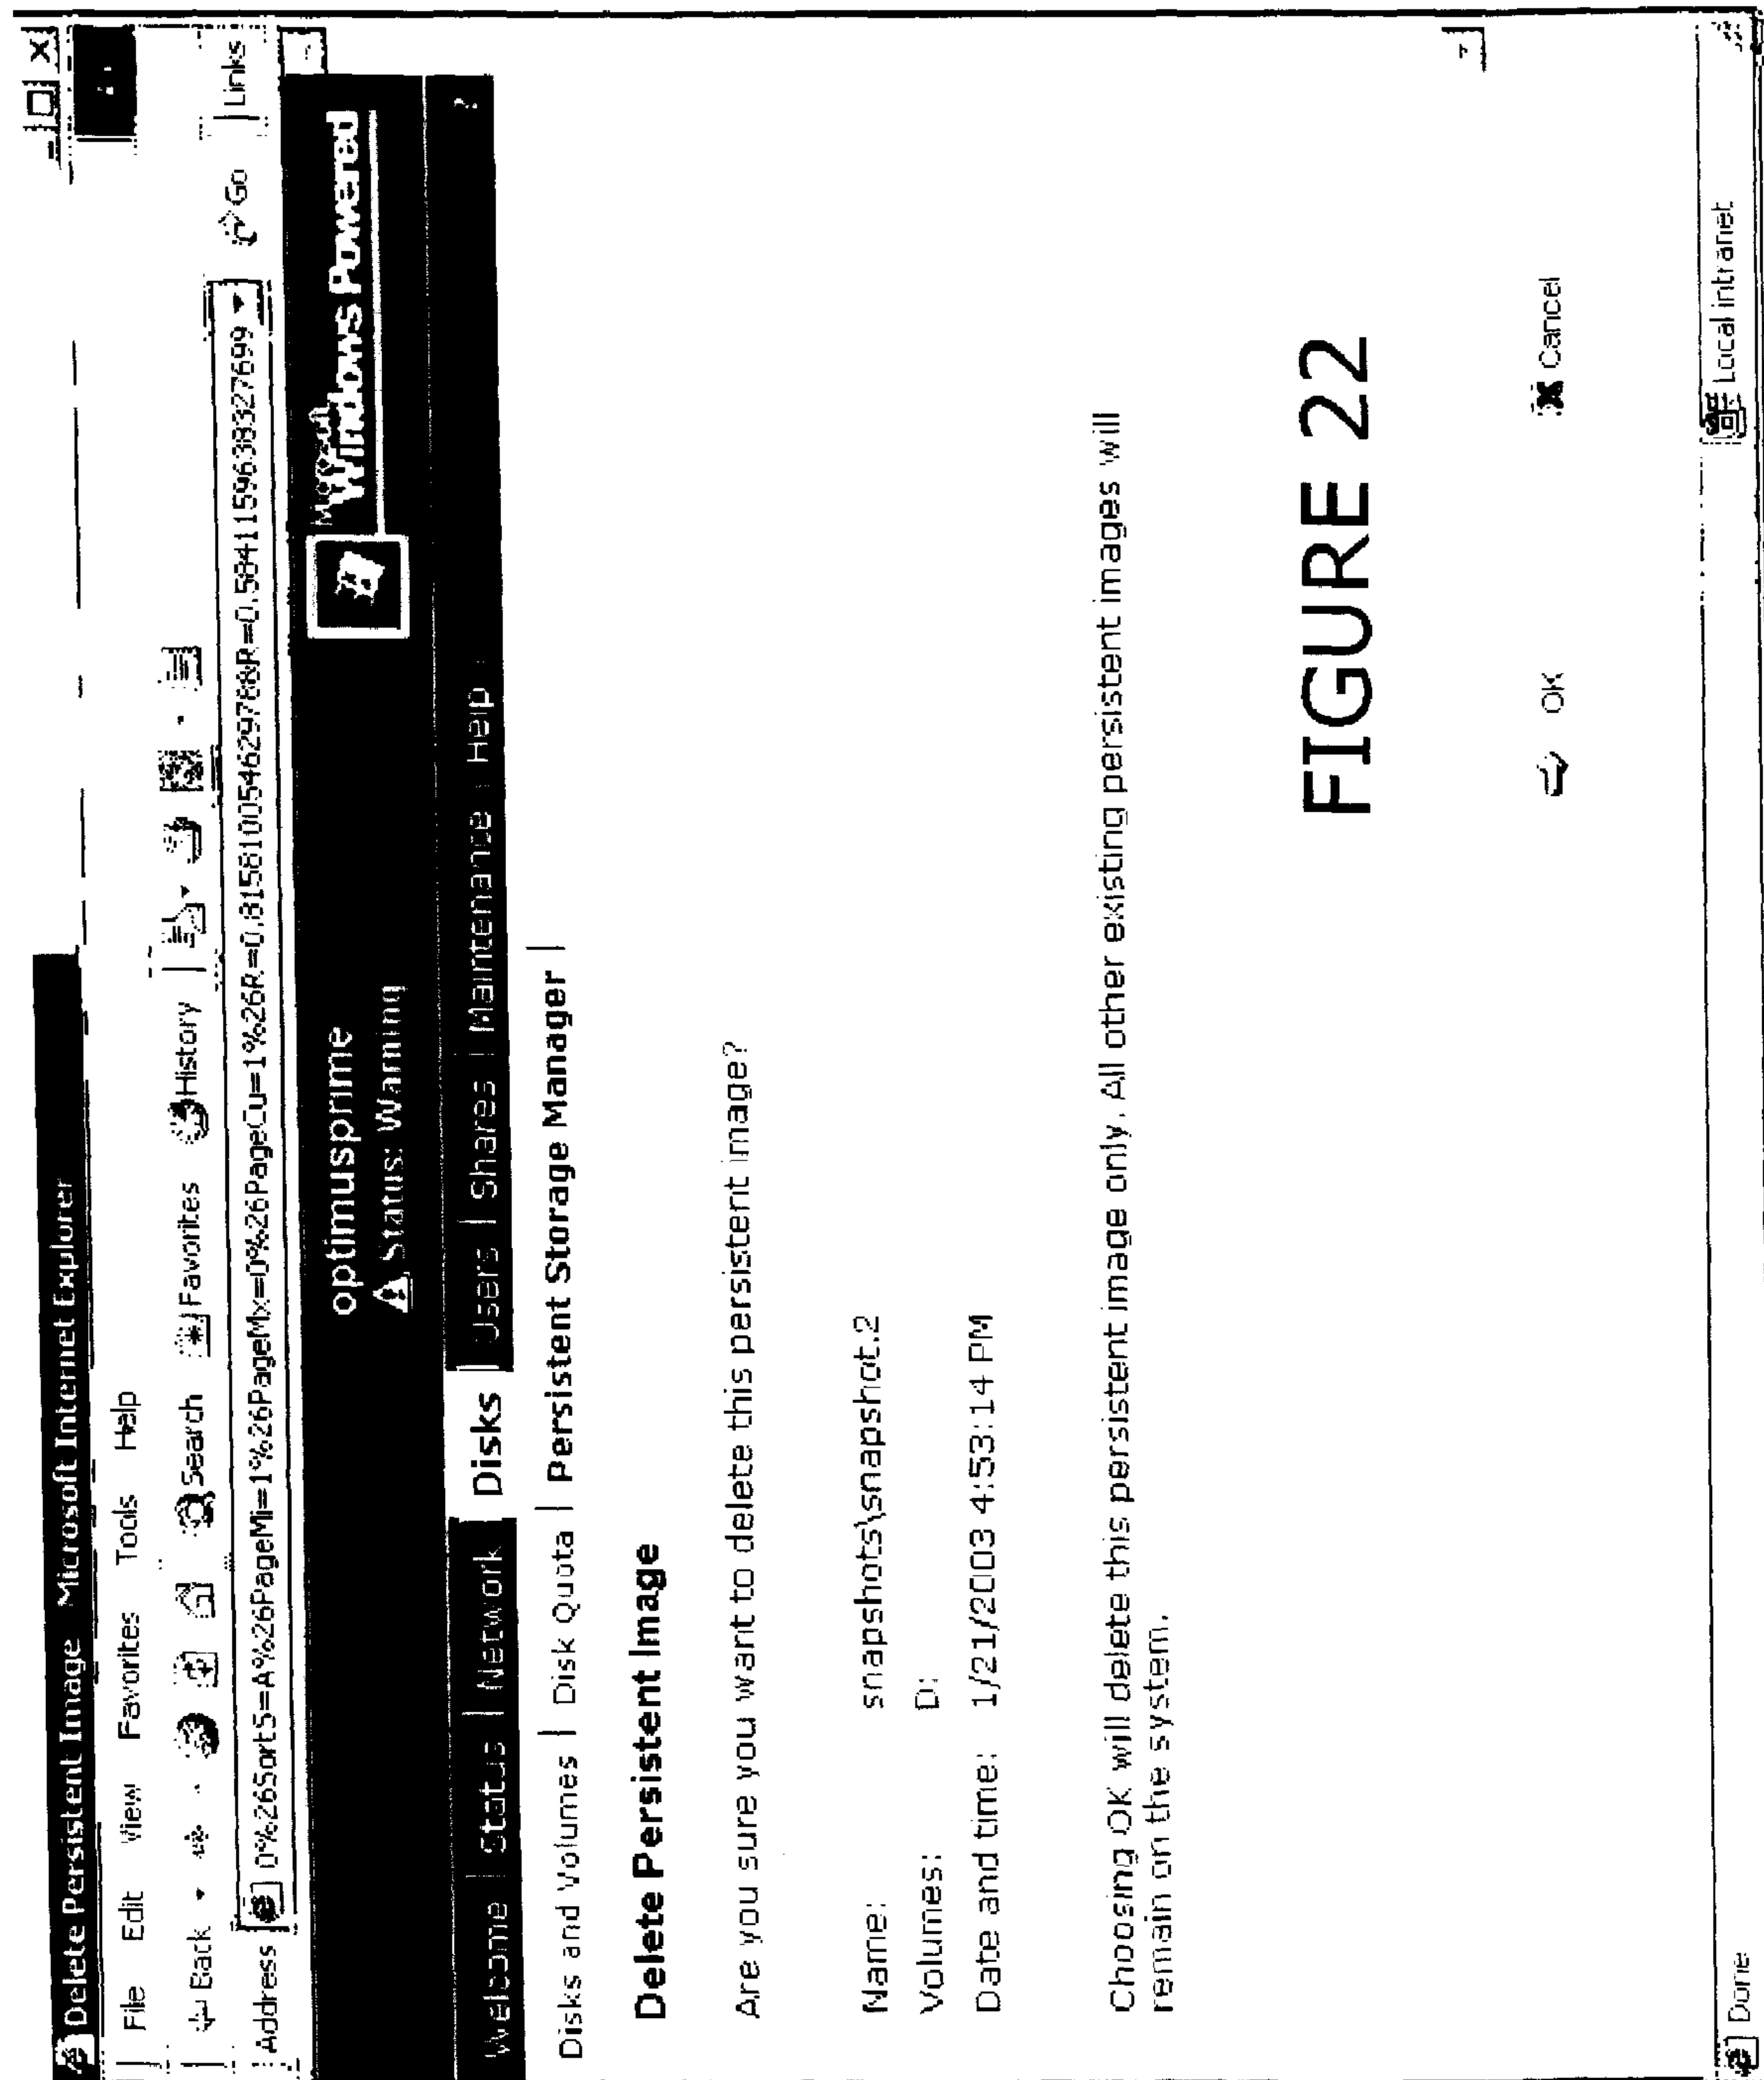 Delete Persistent Image Microsoft Internet Explorer
File Edit View Favorites Tools Help
Back Search Favorites History
Address 0%26SortS=A%26PageMi=1%26PageMx=0%26PageCu=1%26R=0.8158100546297&R=0.5841159638327699 Go Links
optimusprime
Status: Warning
Microsoft
Windows Powered
Welcome | Status | Network | Disks | Users | Shares | Maintenance | Help ?
Disks and Volumes | Disk Quota | Persistent Storage Manager |
Delete Persistent Image
Are you sure you want to delete this persistent image?
Name: snapshots\snapshot.2
Volumes: D:
Date and time: 1/21/2003 4:53:14 PM
Choosing OK will delete this persistent image only. All other existing persistent images will
remain on the system.
FIGURE 22
OK Cancel
Done Local intranet